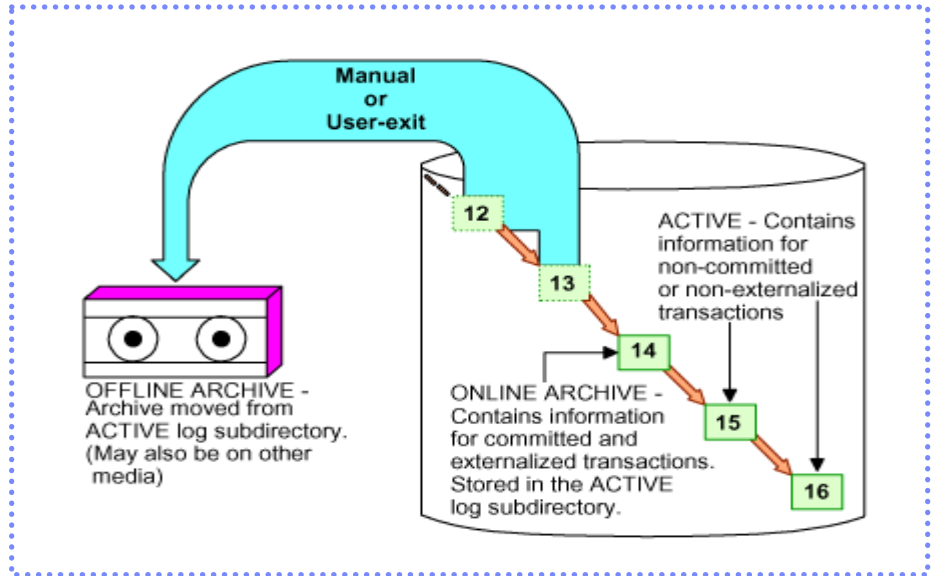 Manual
or
User-exit
12
13
14
15
16
ACTIVE - Contains
information for
non-committed
or non-externalized
transactions
OFFLINE ARCHIVE -
Archive moved from
ACTIVE log subdirectory.
(May also be on other
media)
ONLINE ARCHIVE -
Contains information
for committed and
externalized transactions.
Stored in the ACTIVE
log subdirectory.